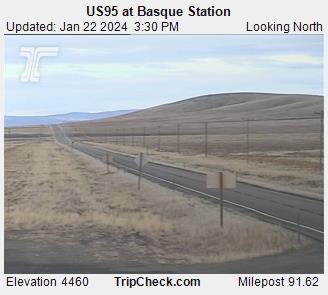 US95 at Basque Station
Updated: Jan 22 2024 3:30 PM Looking North
Elevation 4460 TripCheck.com Milepost 91.62